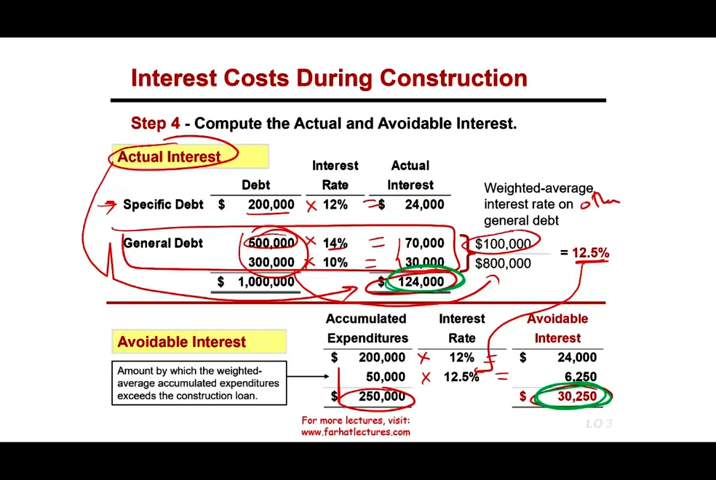 Interest Costs During Construction
Step 4 - Compute the Actual and Avoidable Interest.
Actual Interest
Debt Interest Rate Actual Interest
Specific Debt $ 200,000 x 12% = $ 24,000
General Debt 500,000 x 14% = 70,000
300,000 x 10% = 30,000
$ 1,000,000 $ 124,000
Weighted-average
interest rate on other
general debt
$100,000
$800,000
= 12.5%
Avoidable Interest
Amount by which the weighted-
average accumulated expenditures
exceeds the construction loan.
Accumulated Expenditures Interest Rate Avoidable Interest
$ 200,000 x 12% = $ 24,000
50,000 x 12.5% = 6,250
$ 250,000 $ 30,250
LO 3
For more lectures, visit:
www.farhatlectures.com